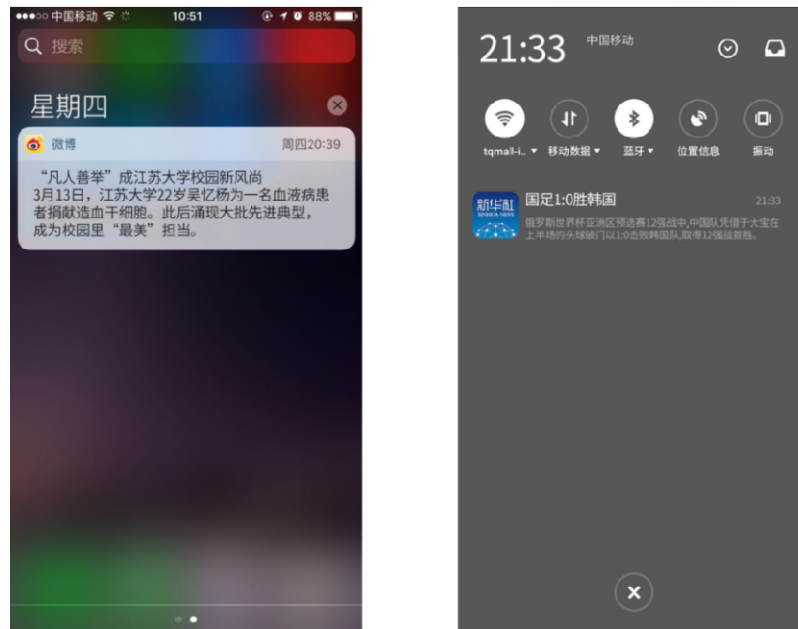 中国移动
10:51
88%
搜索
星期四
微博
周四20:39
“凡人善举”成江苏大学校园新风尚
3月13日，江苏大学22岁吴忆杨为一名血液病患
者捐献造血干细胞。此后涌现大批先进典型，
成为校园里“最美”担当。
21:33
中国移动
tqmall-i..
移动数据
蓝牙
位置信息
振动
新华社
XINHUA NEWS
国足1:0胜韩国
21:33
俄罗斯世界杯亚洲区预选赛12强战中,中国队凭借于大宝在
上半场的头球破门以1:0击败韩国队,取得12强战首胜。